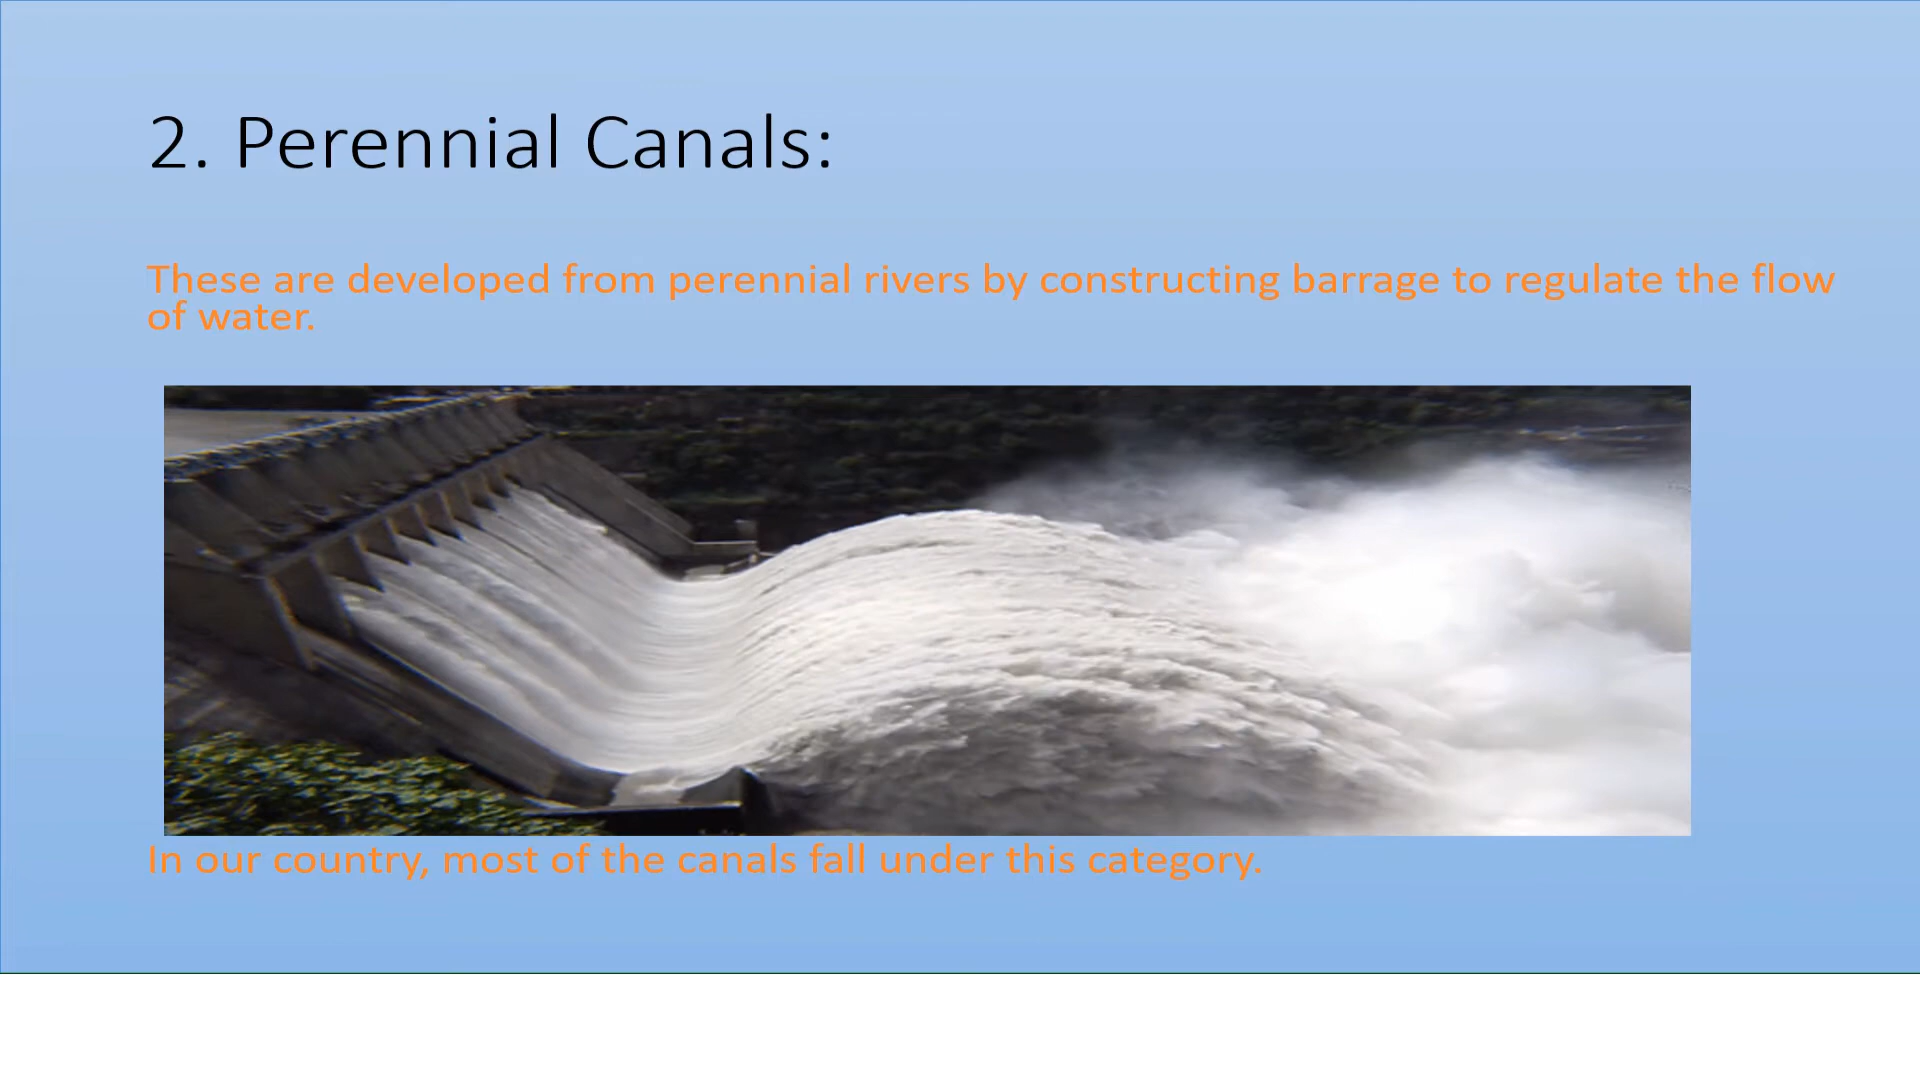 2. Perennial Canals:
These are developed from perennial rivers by constructing barrage to regulate the flow
of water.
In our country, most of the canals fall under this category.